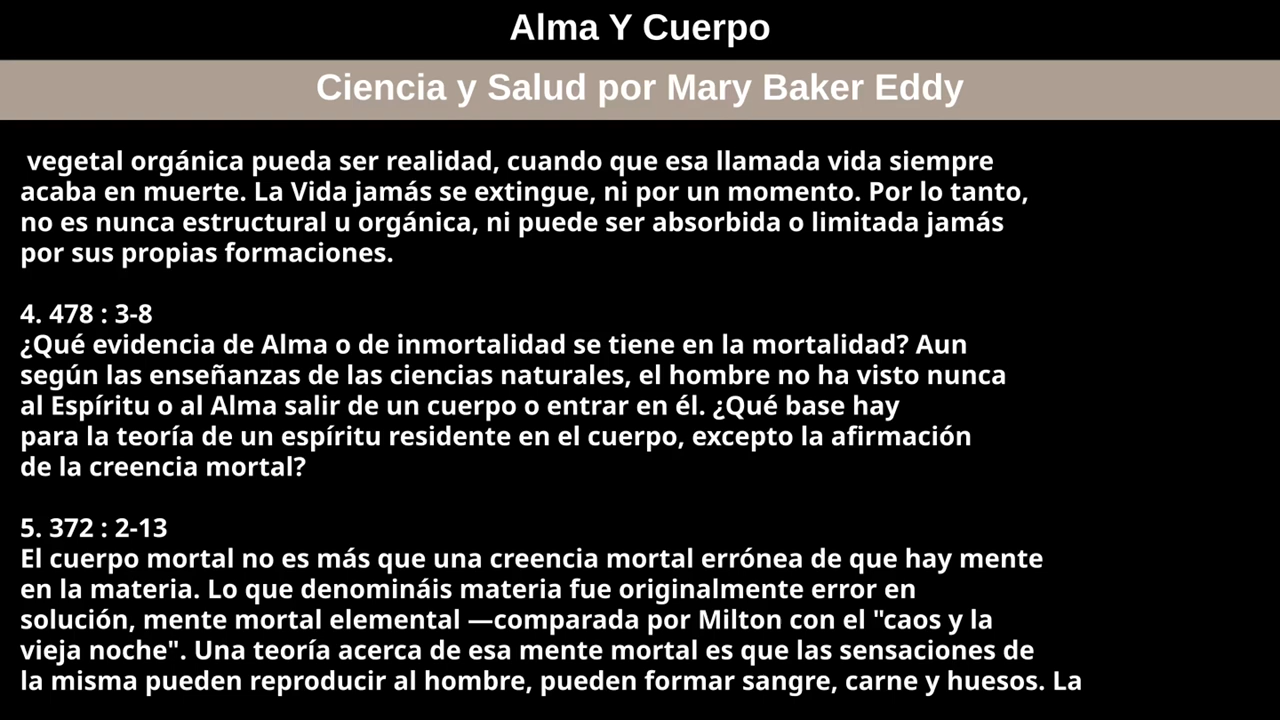 Alma Y Cuerpo
Ciencia y Salud por Mary Baker Eddy
vegetal orgánica pueda ser realidad, cuando que esa llamada vida siempre
acaba en muerte. La Vida jamás se extingue, ni por un momento. Por lo tanto,
no es nunca estructural u orgánica, ni puede ser absorbida o limitada jamás
por sus propias formaciones.
4. 478 : 3-8
¿Qué evidencia de Alma o de inmortalidad se tiene en la mortalidad? Aun
según las enseñanzas de las ciencias naturales, el hombre no ha visto nunca
al Espíritu o al Alma salir de un cuerpo o entrar en él. ¿Qué base hay
para la teoría de un espíritu residente en el cuerpo, excepto la afirmación
de la creencia mortal?
5. 372 : 2-13
El cuerpo mortal no es más que una creencia mortal errónea de que hay mente
en la materia. Lo que denomináis materia fue originalmente error en
solución, mente mortal elemental —comparada por Milton con el "caos y la
vieja noche". Una teoría acerca de esa mente mortal es que las sensaciones de
la misma pueden reproducir al hombre, pueden formar sangre, carne y huesos. La